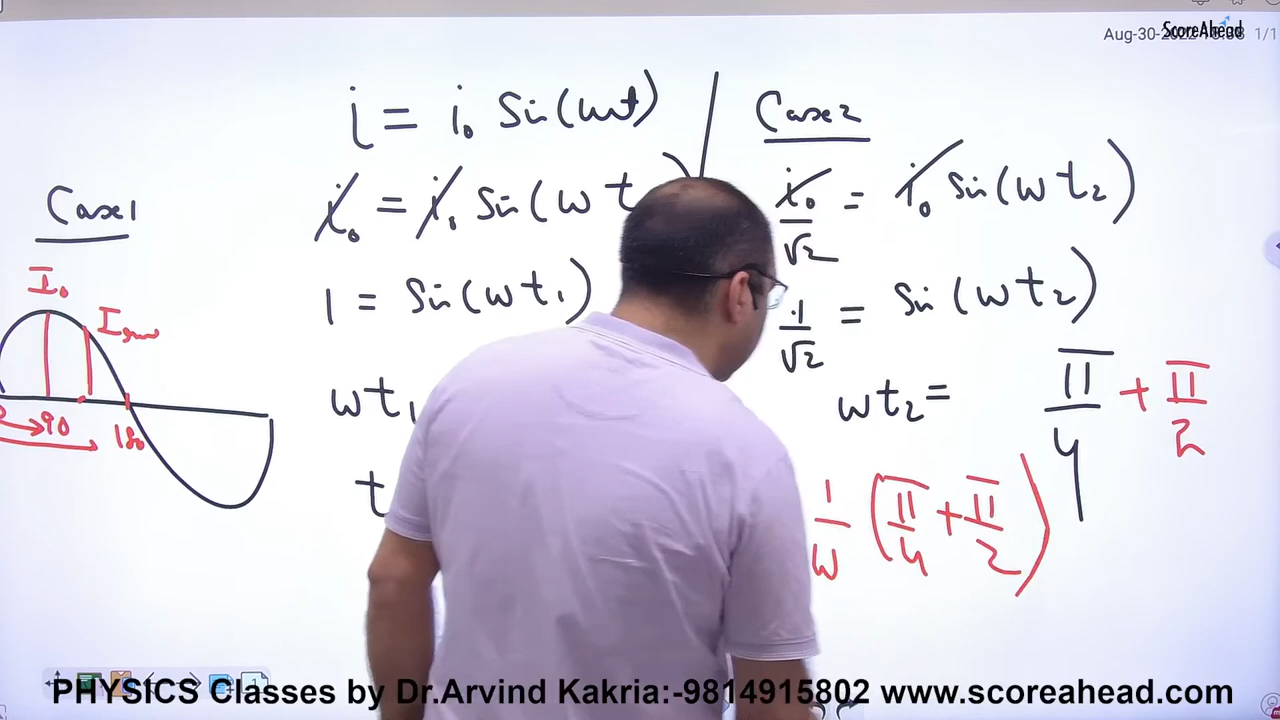 Aug-30-2022
ScoreAhead
1/1
i = i₀ Sin(ωt)
i₀ = i₀ Sin(ωt
1 = Sin(ωt₁)
ωt₁
t
Case 1
I₀
90
180
Case 2
i₀/√2 = i₀ Sin(ωt₂)
1/√2 = Sin(ωt₂)
ωt₂ = π/4 + π/2
1/ω (π/4 + π/2)
PHYSICS Classes by Dr.Arvind Kakria:-9814915802 www.scoreahead.com